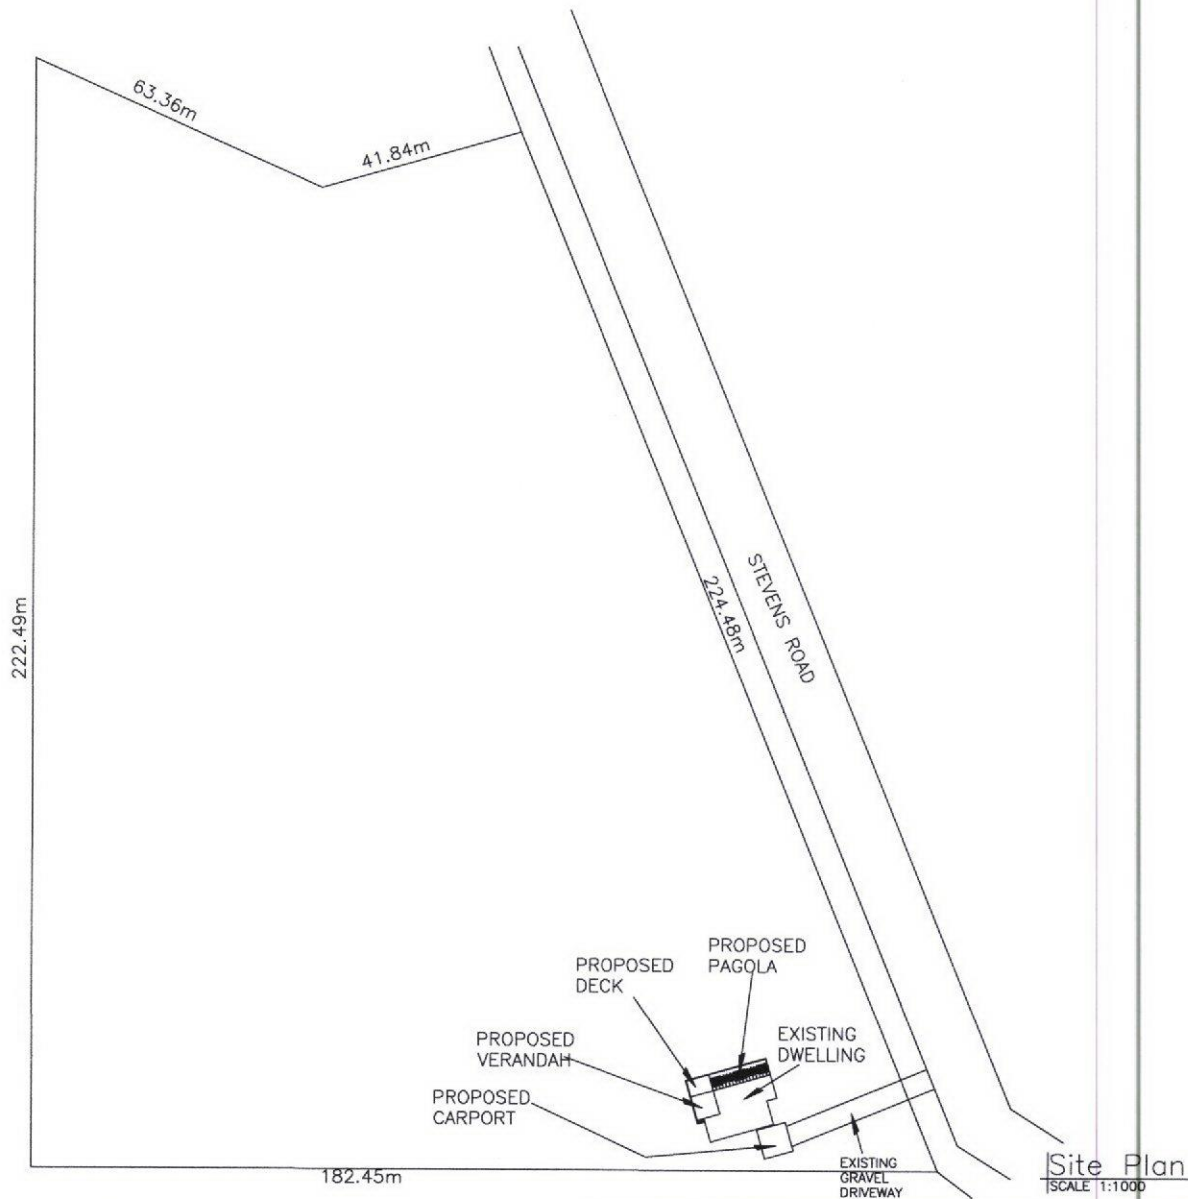 63.36m
41.84m
222.49m
224.48m
STEVENS ROAD
PROPOSED
PAGOLA
PROPOSED
DECK
PROPOSED
VERANDAH
EXISTING
DWELLING
PROPOSED
CARPORT
EXISTING
GRAVEL
DRIVEWAY
182.45m
Site Plan
SCALE 1:1000